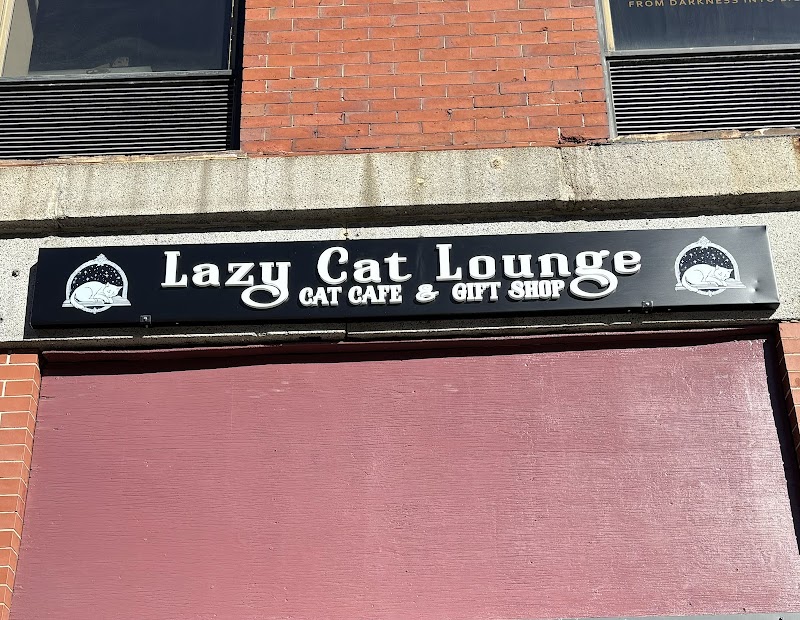 FROM DARKNESS INTO
Lazy Cat Lounge
CAT CAFE & GIFT SHOP